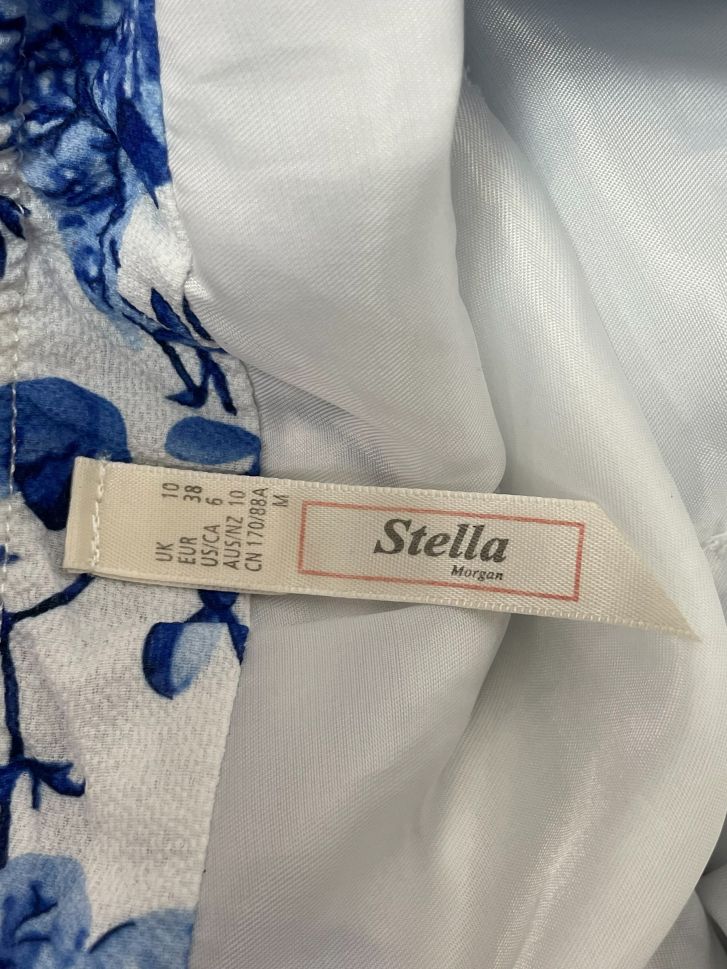 UK 10
EUR 38
US/CA 6
AUS/NZ 10
CN 170/88A
M
Stella
Morgan